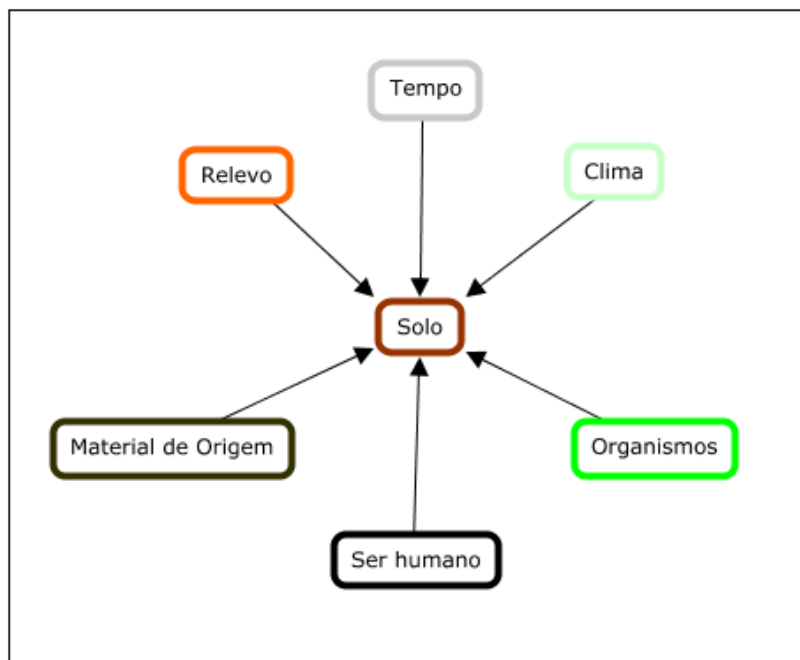 Tempo
Relevo
Clima
Solo
Material de Origem
Organismos
Ser humano